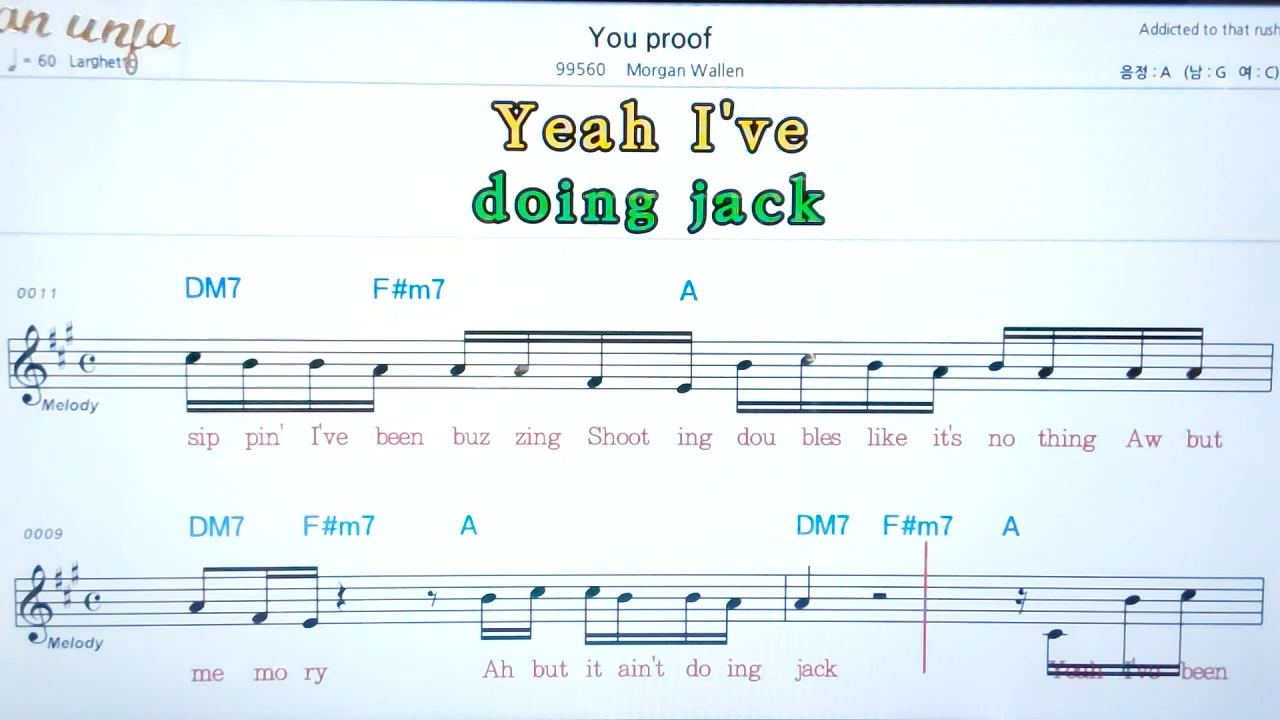 an unja
Addicted to that rush
You proof
♩= 60 Larghetto
99560 Morgan Wallen
음정 : A (남 : G 여 : C)
Yeah I've
doing jack
0011 DM7 F#m7 A
Melody
sip pin' I've been buz zing Shoot ing dou bles like it's no thing Aw but
0009 DM7 F#m7 A DM7 F#m7 A
Melody
me mo ry Ah but it ain't do ing jack Yeah I've been